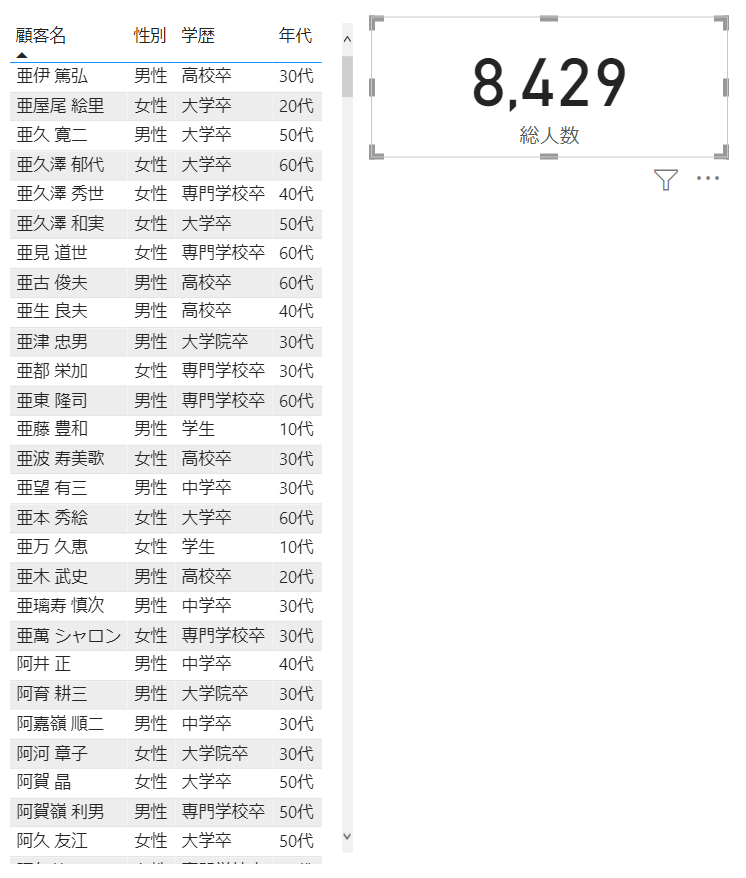 顧客名 性別 学歴 年代
亜伊 篤弘 男性 高校卒 30代
亜屋尾 絵里 女性 大学卒 20代
亜久 寛二 男性 大学卒 50代
亜久澤 郁代 女性 大学卒 60代
亜久澤 秀世 女性 専門学校卒 40代
亜久澤 和実 女性 大学卒 50代
亜見 道世 女性 専門学校卒 60代
亜古 俊夫 男性 高校卒 60代
亜生 良夫 男性 高校卒 40代
亜津 忠男 男性 大学院卒 30代
亜都 栄加 女性 専門学校卒 30代
亜東 隆司 男性 専門学校卒 60代
亜藤 豊和 男性 学生 10代
亜波 寿美歌 女性 高校卒 30代
亜望 有三 男性 中学卒 30代
亜本 秀絵 女性 大学卒 60代
亜万 久恵 女性 学生 10代
亜木 武史 男性 高校卒 20代
亜璃寿 慎次 男性 中学卒 30代
亜萬 シャロン 女性 専門学校卒 30代
阿井 正 男性 中学卒 40代
阿育 耕三 男性 大学院卒 30代
阿嘉嶺 順二 男性 中学卒 30代
阿河 章子 女性 大学院卒 30代
阿賀 晶 女性 大学卒 50代
阿賀嶺 利男 男性 専門学校卒 50代
阿久 友江 女性 大学卒 50代
8,429
総人数